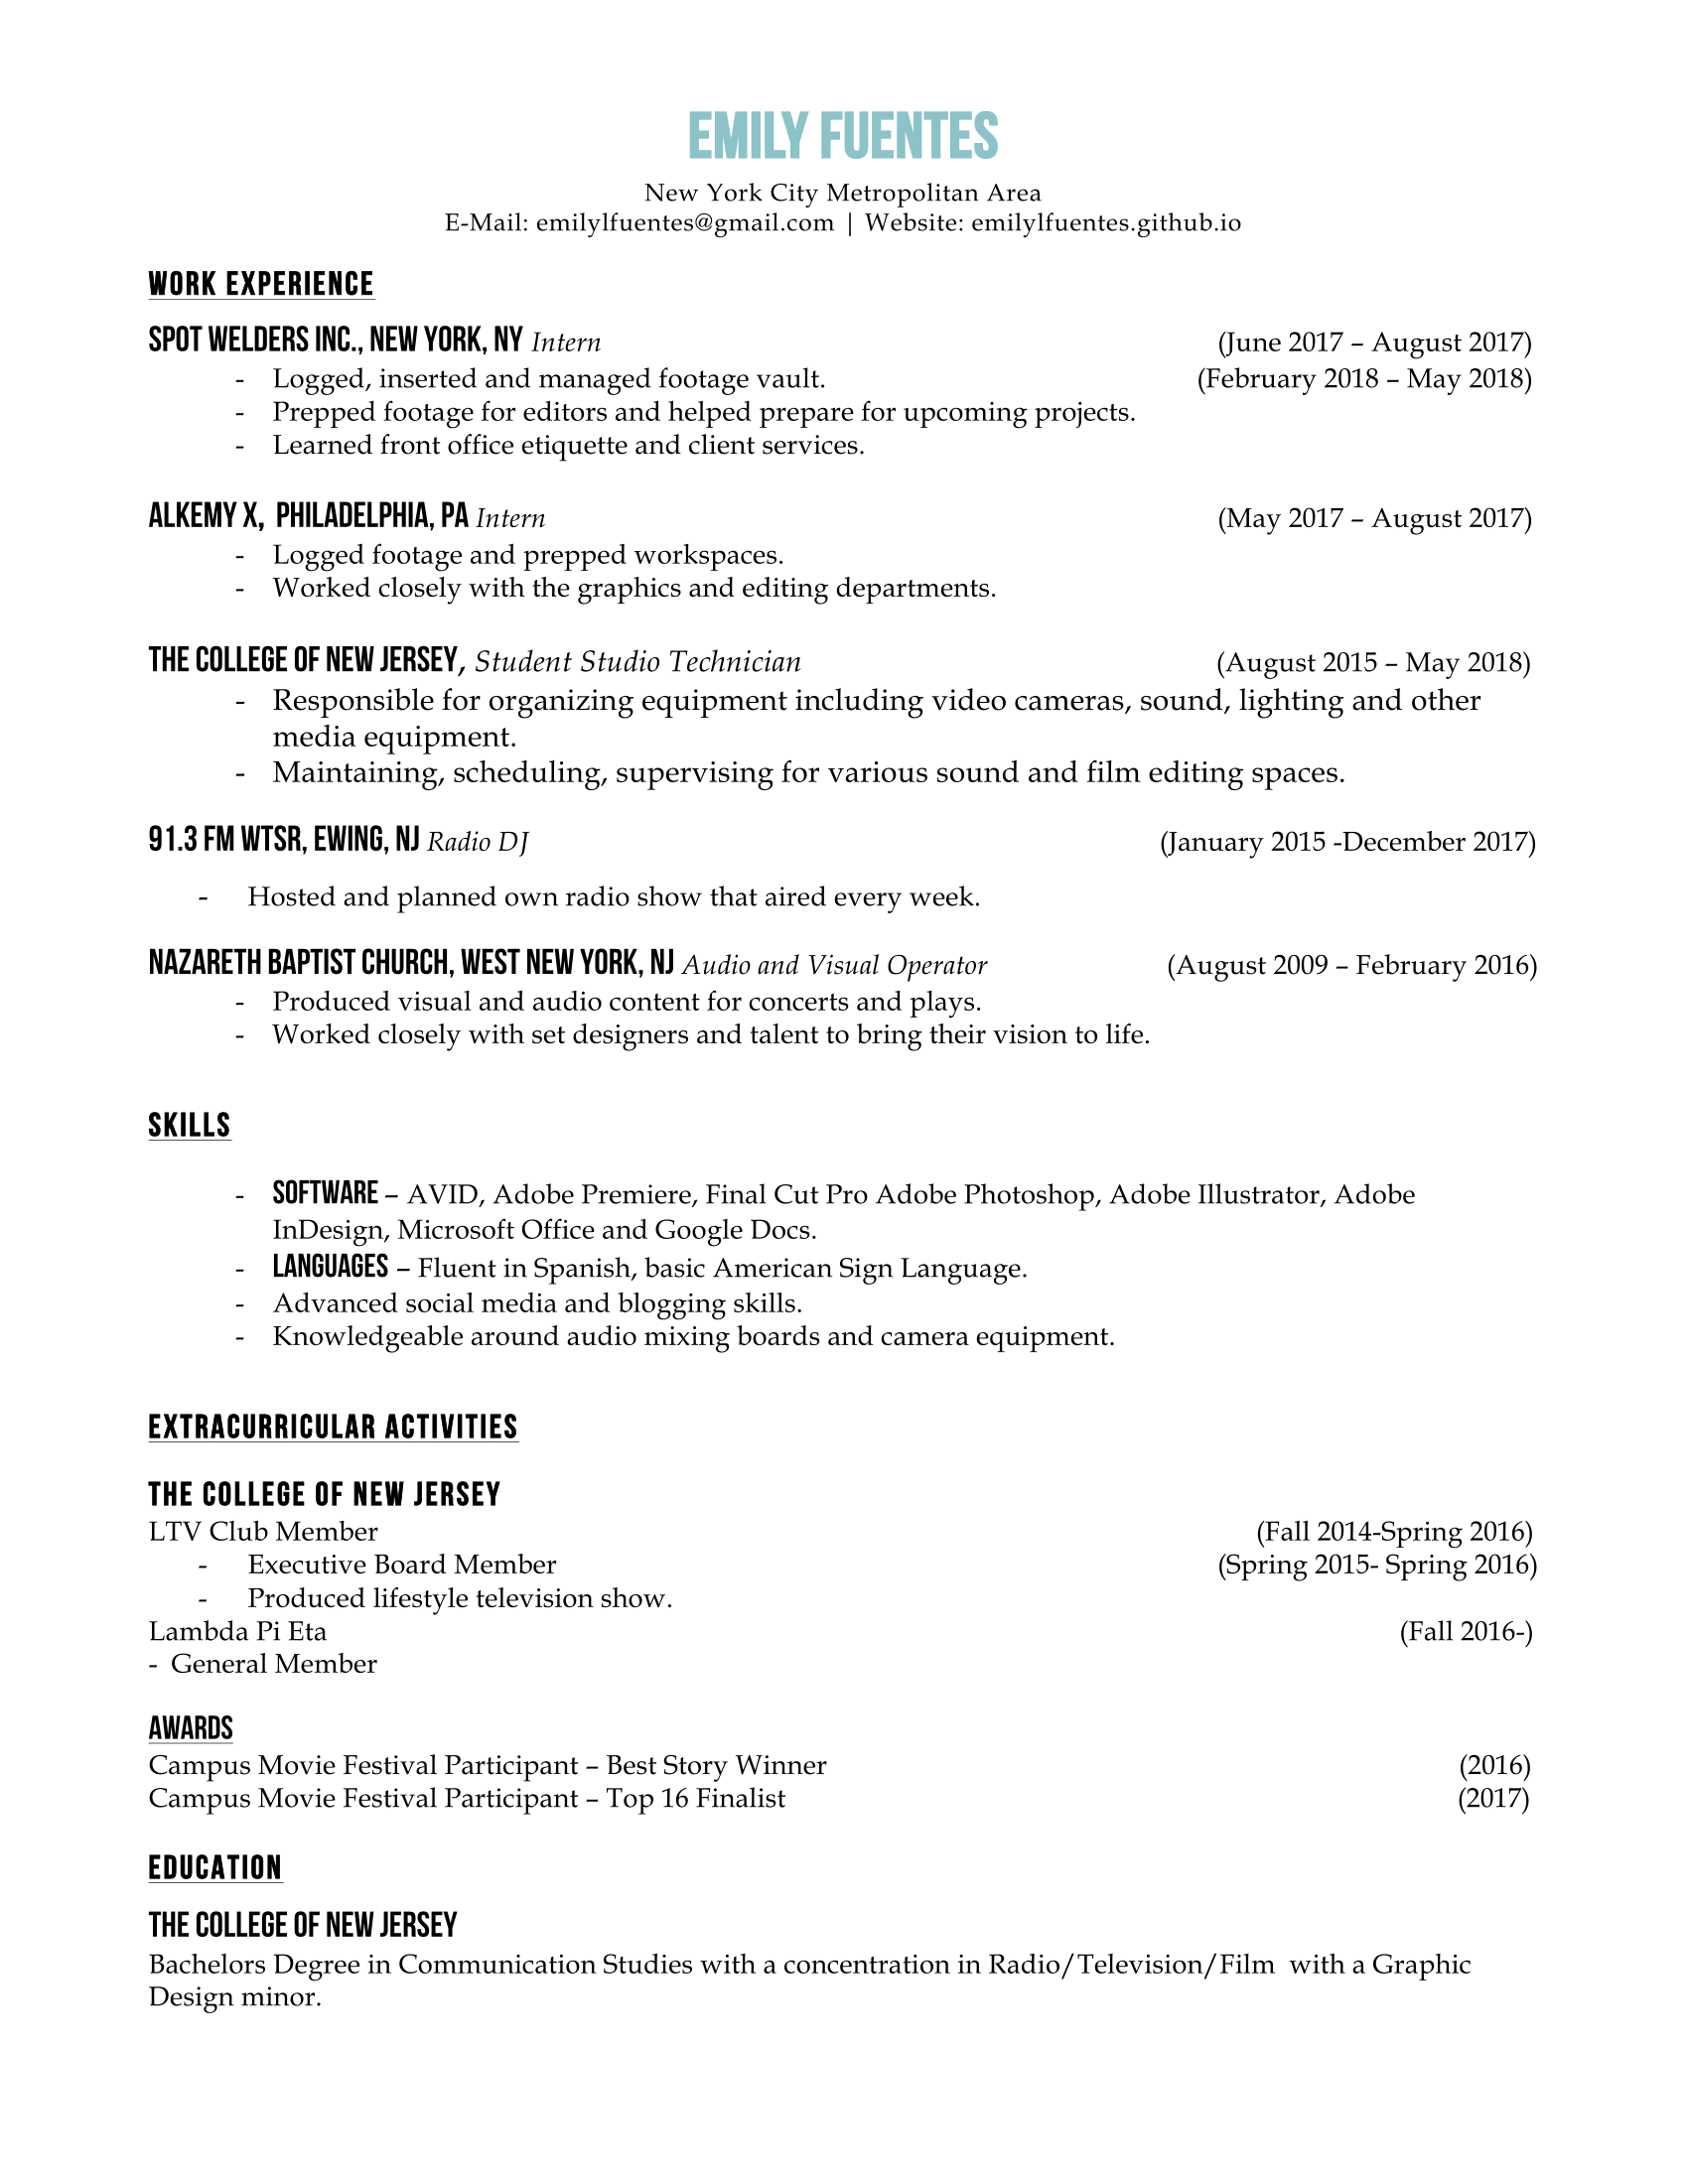 EMILY FUENTES
New York City Metropolitan Area
E-Mail: emilylfuentes@gmail.com | Website: emilylfuentes.github.io
WORK EXPERIENCE
SPOT WELDERS INC., NEW YORK, NY Intern (June 2017 – August 2017)
- Logged, inserted and managed footage vault. (February 2018 – May 2018)
- Prepped footage for editors and helped prepare for upcoming projects.
- Learned front office etiquette and client services.
ALKEMY X, PHILADELPHIA, PA Intern (May 2017 – August 2017)
- Logged footage and prepped workspaces.
- Worked closely with the graphics and editing departments.
THE COLLEGE OF NEW JERSEY, Student Studio Technician (August 2015 – May 2018)
- Responsible for organizing equipment including video cameras, sound, lighting and other
media equipment.
- Maintaining, scheduling, supervising for various sound and film editing spaces.
91.3 FM WTSR, EWING, NJ Radio DJ (January 2015 -December 2017)
- Hosted and planned own radio show that aired every week.
NAZARETH BAPTIST CHURCH, WEST NEW YORK, NJ Audio and Visual Operator (August 2009 – February 2016)
- Produced visual and audio content for concerts and plays.
- Worked closely with set designers and talent to bring their vision to life.
SKILLS
- SOFTWARE – AVID, Adobe Premiere, Final Cut Pro Adobe Photoshop, Adobe Illustrator, Adobe
InDesign, Microsoft Office and Google Docs.
- LANGUAGES – Fluent in Spanish, basic American Sign Language.
- Advanced social media and blogging skills.
- Knowledgeable around audio mixing boards and camera equipment.
EXTRACURRICULAR ACTIVITIES
THE COLLEGE OF NEW JERSEY
LTV Club Member (Fall 2014-Spring 2016)
- Executive Board Member (Spring 2015- Spring 2016)
- Produced lifestyle television show.
Lambda Pi Eta (Fall 2016-)
- General Member
AWARDS
Campus Movie Festival Participant – Best Story Winner (2016)
Campus Movie Festival Participant – Top 16 Finalist (2017)
EDUCATION
THE COLLEGE OF NEW JERSEY
Bachelors Degree in Communication Studies with a concentration in Radio/Television/Film with a Graphic
Design minor.